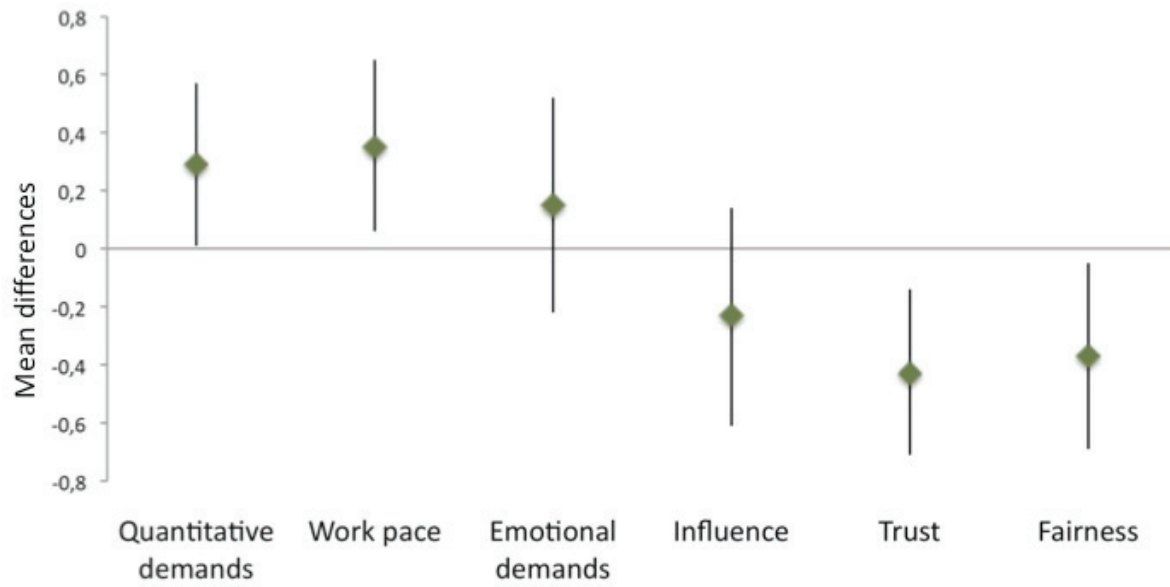 0,8
0,6
0,4
0,2
0
-0,2
-0,4
-0,6
-0,8
Mean differences
Quantitative
demands
Work pace
Emotional
demands
Influence
Trust
Fairness